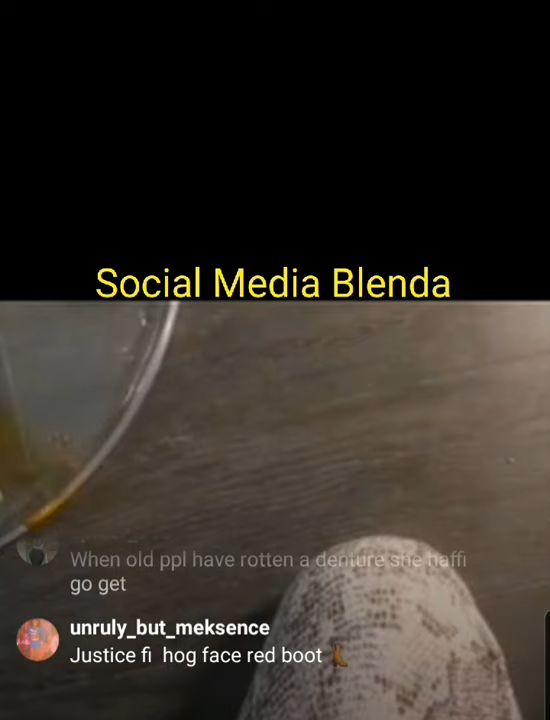 Social Media Blenda
When old ppl have rotten a denture she haffi
go get
unruly_but_meksence
Justice fi hog face red boot